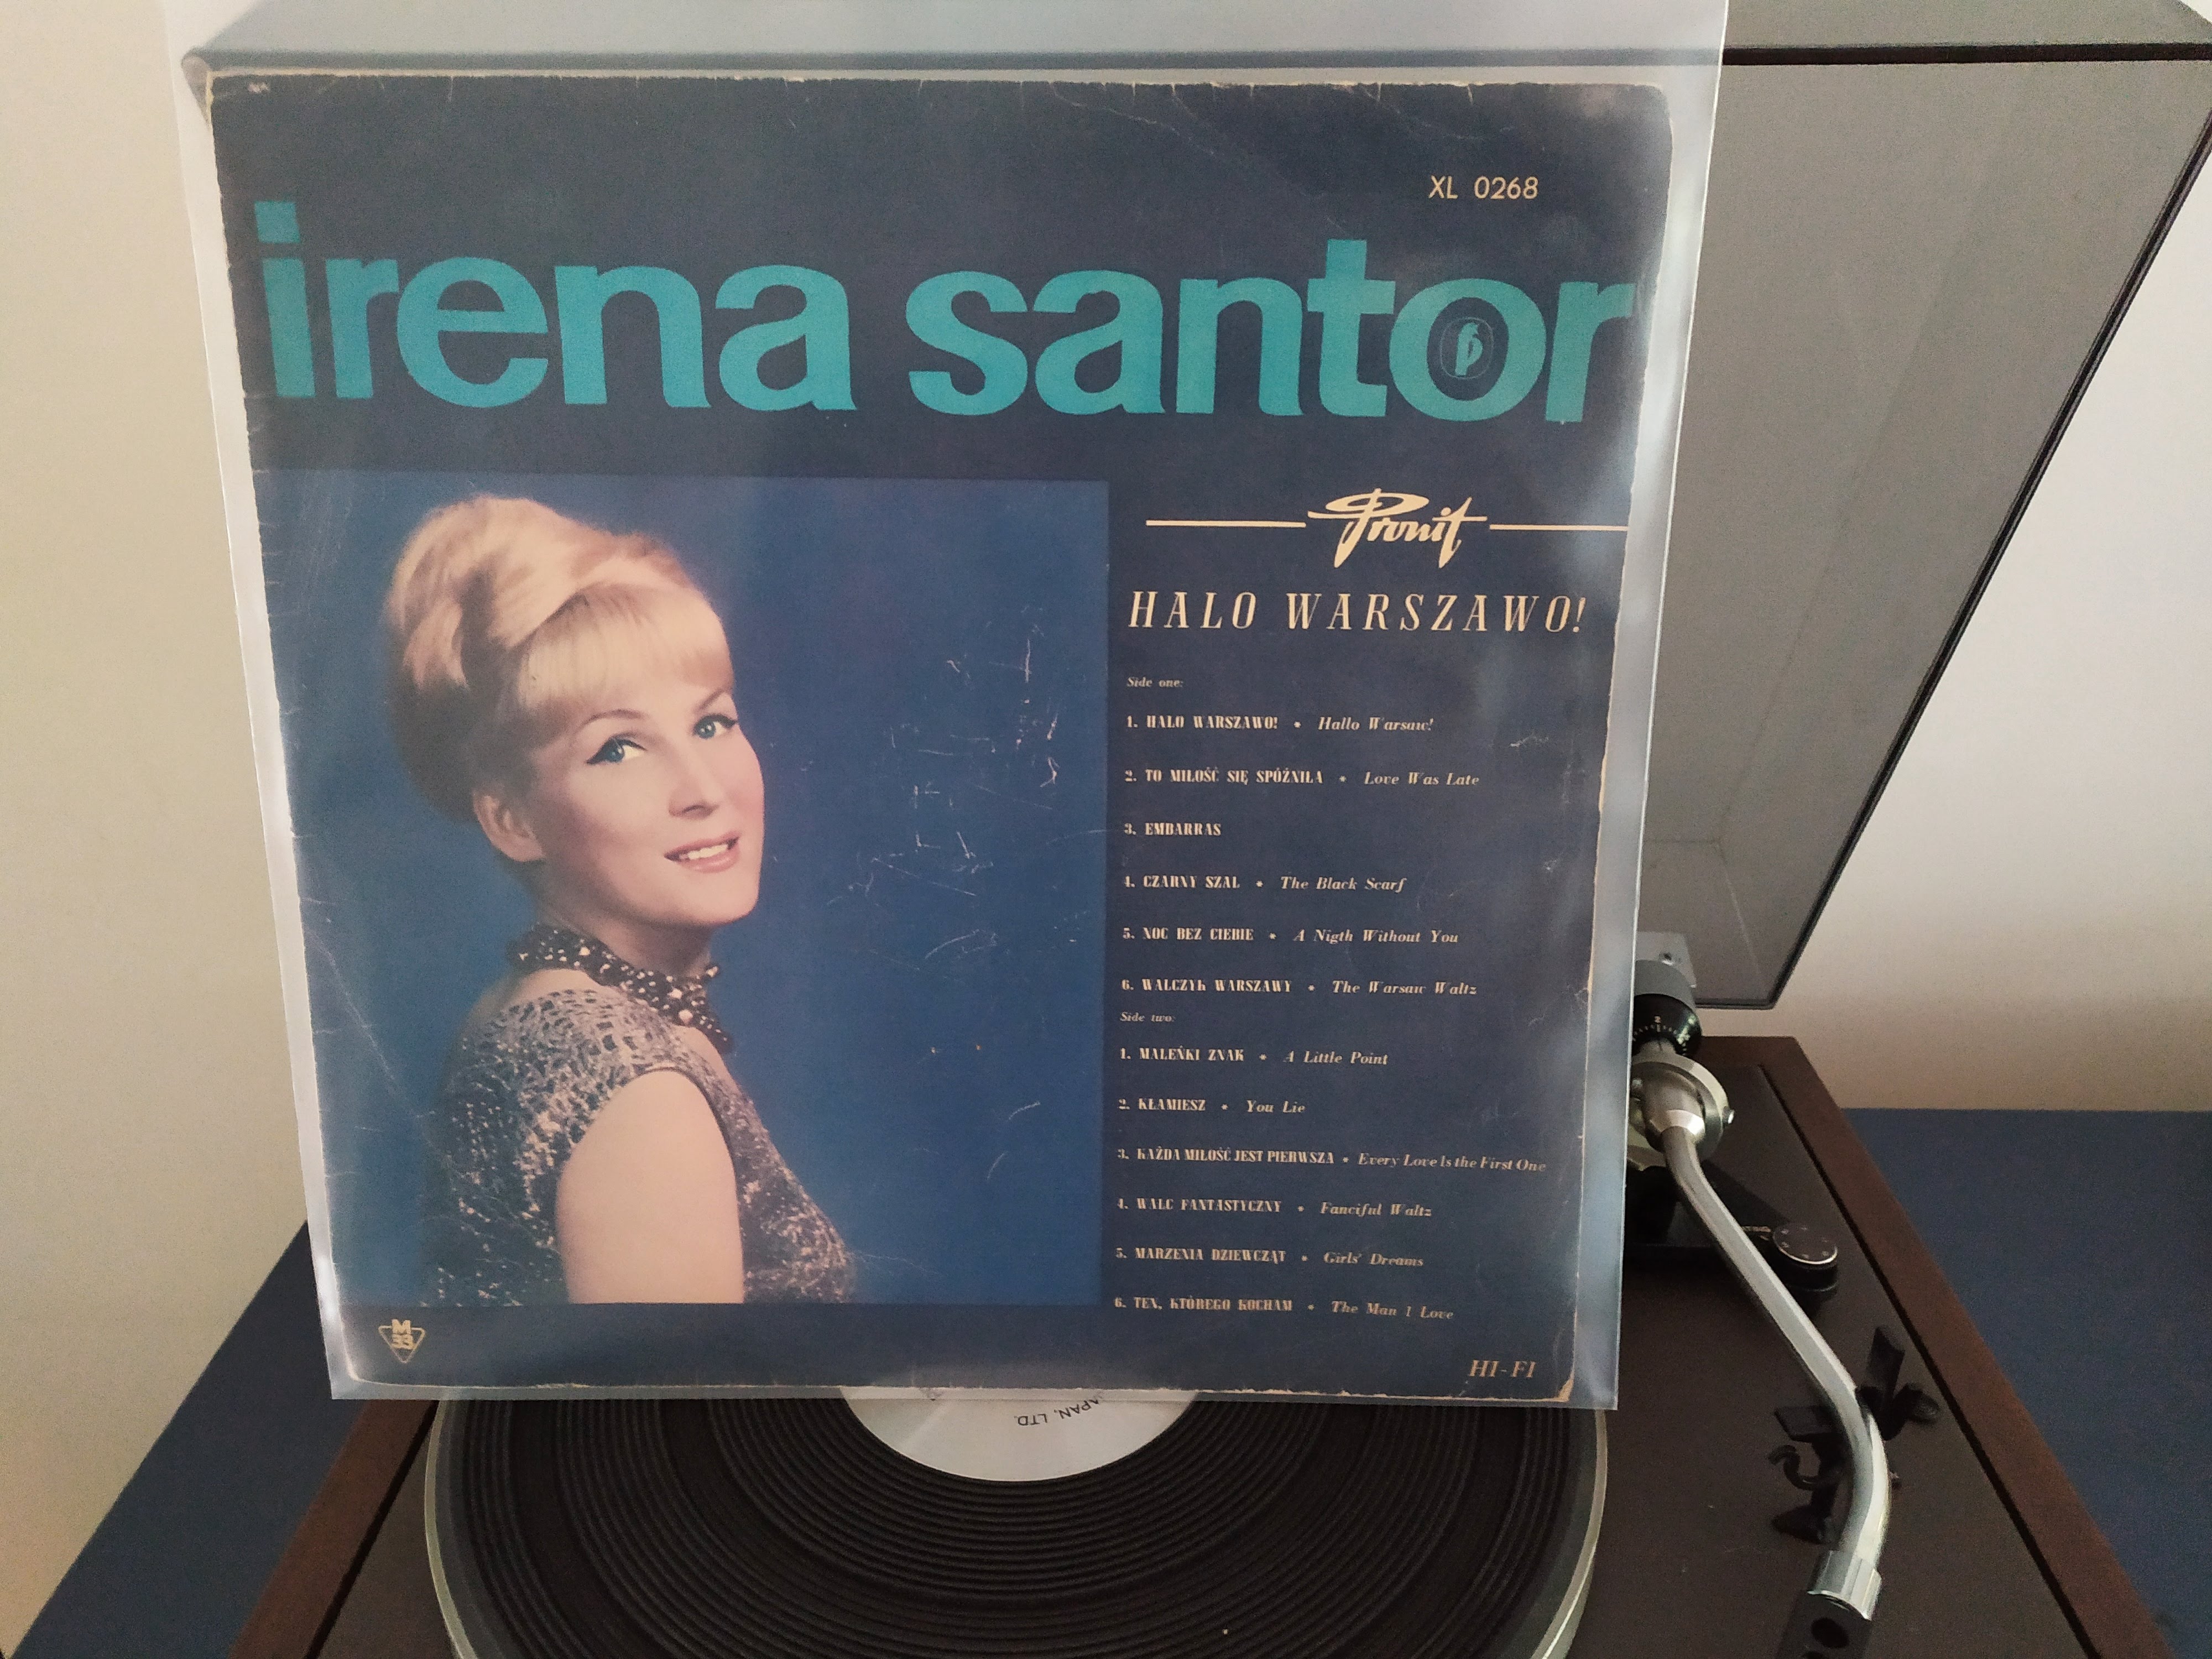 XL 0268
irena santor
Pronit
HALO WARSZAWO!
Side one:
1. HALO WARSZAWO! • Hallo Warsaw!
2. TO MIŁOŚĆ SIĘ SPÓŹNIŁA • Love Was Late
3. EMBARRAS
4. CZARNY SZAL • The Black Scarf
5. NOC BEZ CIEBIE • A Nigth Without You
6. WALCZYK WARSZAWY • The Warsaw Waltz
Side two:
1. MALEŃKI ZNAK • A Little Point
2. KŁAMIESZ • You Lie
3. KAŻDA MIŁOŚĆ JEST PIERWSZA • Every Love Is the First One
4. WALC FANTASTYCZNY • Fanciful Waltz
5. MARZENIA DZIEWCZĄT • Girls' Dreams
6. TEN, KTÓREGO KOCHAM • The Man I Love
M
33
HI-FI
LTD.
2